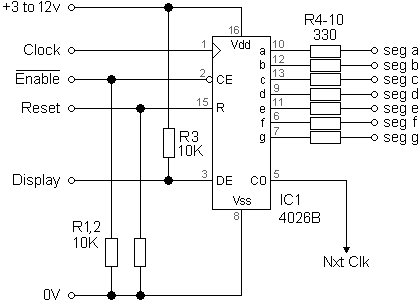 +3 to 12v
R4-10
330
16
Vdd
Clock
1
a
10
seg a
b
12
seg b
Enable
2
CE
c
13
seg c
d
9
seg d
Reset
15
R
e
11
seg e
f
6
seg f
g
7
seg g
R3
10K
Display
3
DE
CO
5
Vss
8
IC1
4026B
R1,2
10K
Nxt Clk
0V